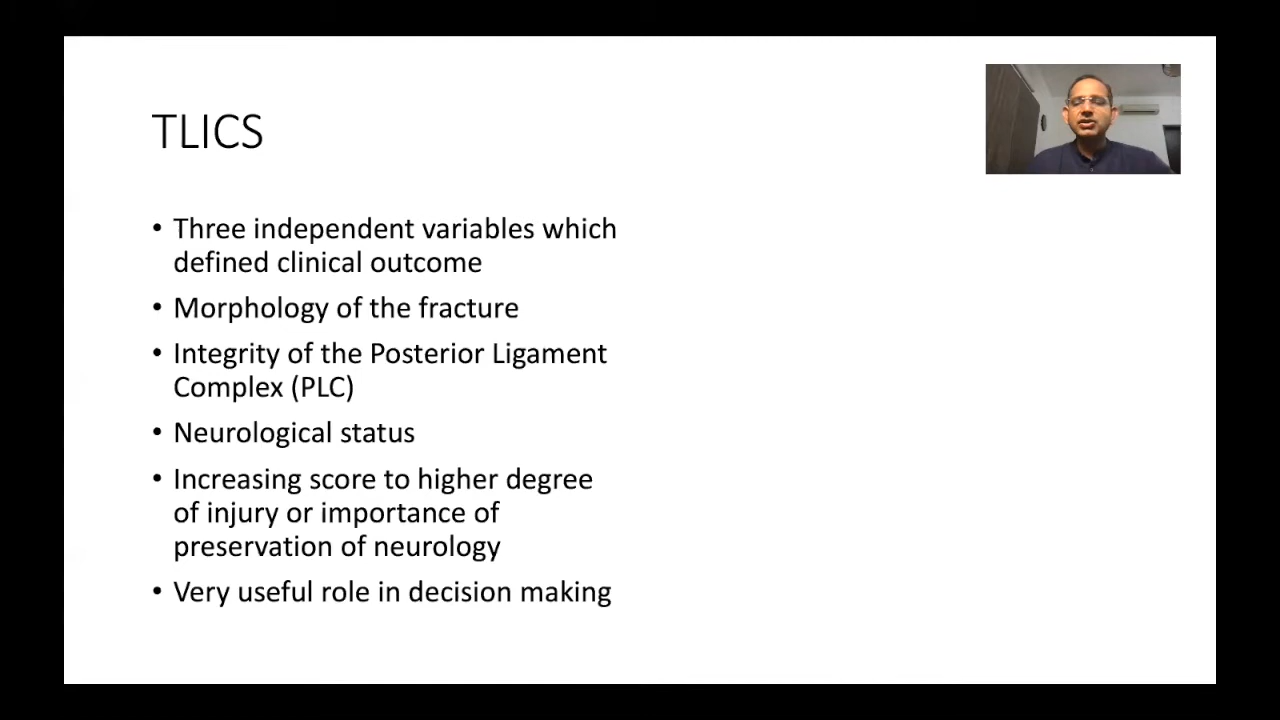 TLICS
• Three independent variables which
defined clinical outcome
• Morphology of the fracture
• Integrity of the Posterior Ligament
Complex (PLC)
• Neurological status
• Increasing score to higher degree
of injury or importance of
preservation of neurology
• Very useful role in decision making